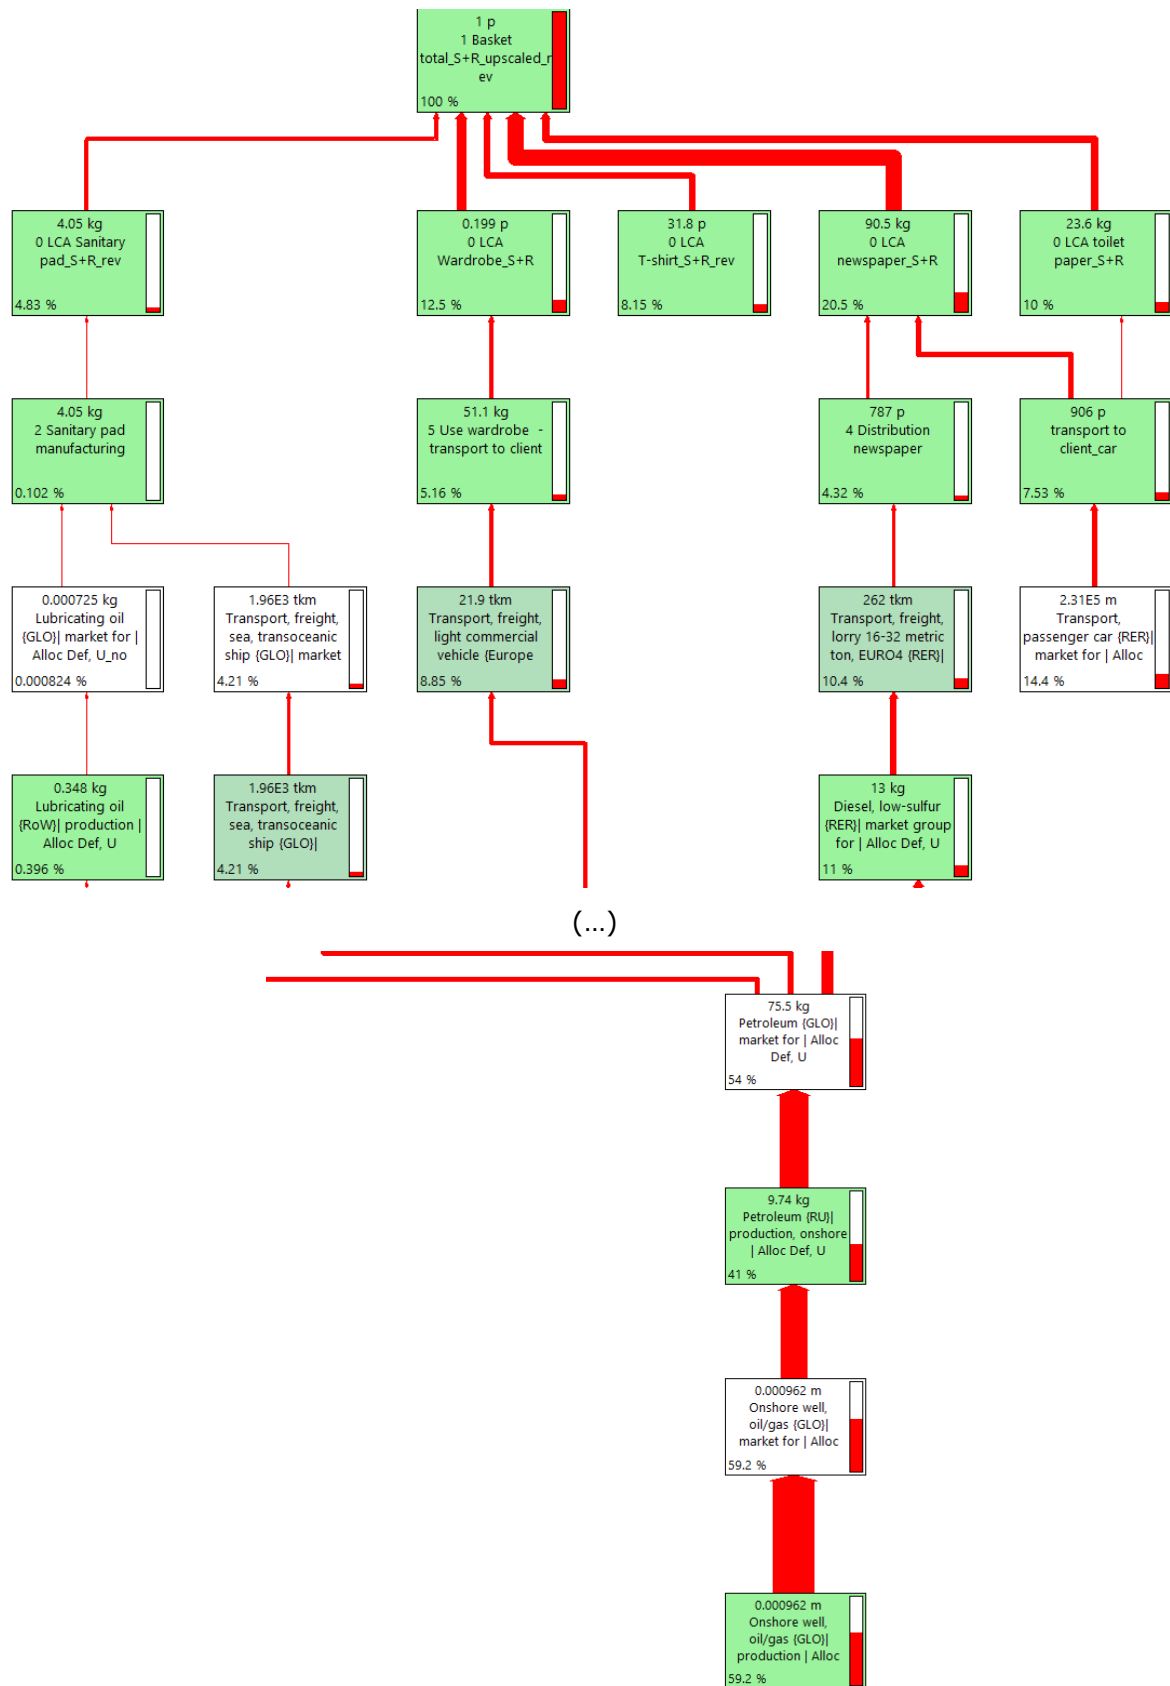 1 p
1 Basket
total_S+R_upscaled_r
ev
100 %
4.05 kg
0 LCA Sanitary
pad_S+R_rev
4.83 %
0.199 p
0 LCA
Wardrobe_S+R
12.5 %
31.8 p
0 LCA
T-shirt_S+R_rev
8.15 %
90.5 kg
0 LCA
newspaper_S+R
20.5 %
23.6 kg
0 LCA toilet
paper_S+R
10 %
4.05 kg
2 Sanitary pad
manufacturing
0.102 %
51.1 kg
5 Use wardrobe -
transport to client
5.16 %
787 p
4 Distribution
newspaper
4.32 %
906 p
transport to
client_car
7.53 %
0.000725 kg
Lubricating oil
{GLO}| market for |
Alloc Def, U_no
0.000824 %
1.96E3 tkm
Transport, freight,
sea, transoceanic
ship {GLO}| market
4.21 %
21.9 tkm
Transport, freight,
light commercial
vehicle {Europe
8.85 %
262 tkm
Transport, freight,
lorry 16-32 metric
ton, EURO4 {RER}|
10.4 %
2.31E5 m
Transport,
passenger car {RER}|
market for | Alloc
14.4 %
0.348 kg
Lubricating oil
{RoW}| production |
Alloc Def, U
0.396 %
1.96E3 tkm
Transport, freight,
sea, transoceanic
ship {GLO}|
4.21 %
13 kg
Diesel, low-sulfur
{RER}| market group
for | Alloc Def, U
11 %
(...)
75.5 kg
Petroleum {GLO}|
market for | Alloc
Def, U
54 %
9.74 kg
Petroleum {RU}|
production, onshore
| Alloc Def, U
41 %
0.000962 m
Onshore well,
oil/gas {GLO}|
market for | Alloc
59.2 %
0.000962 m
Onshore well,
oil/gas {GLO}|
production | Alloc
59.2 %